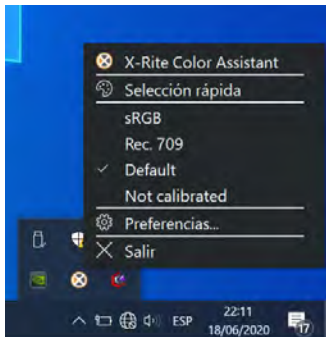 X-Rite Color Assistant
Selección rápida
sRGB
Rec. 709
Default
Not calibrated
Preferencias...
Salir
ESP
22:11
18/06/2020
17